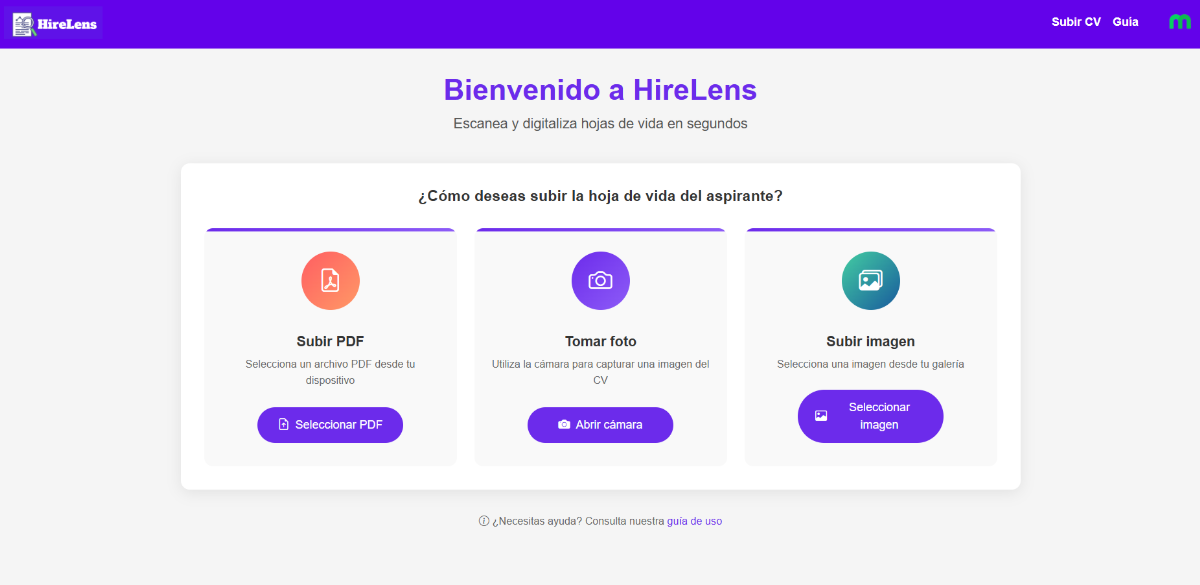 HireLens
Subir CV Guia
Bienvenido a HireLens
Escanea y digitaliza hojas de vida en segundos
¿Cómo deseas subir la hoja de vida del aspirante?
Subir PDF
Selecciona un archivo PDF desde tu
dispositivo
Seleccionar PDF
Tomar foto
Utiliza la cámara para capturar una imagen del
CV
Abrir cámara
Subir imagen
Selecciona una imagen desde tu galería
Seleccionar
imagen
¿Necesitas ayuda? Consulta nuestra guía de uso